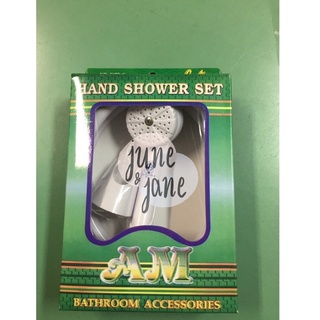 HAND SHOWER SET
june
& jane
AM
BATHROOM ACCESSORIES